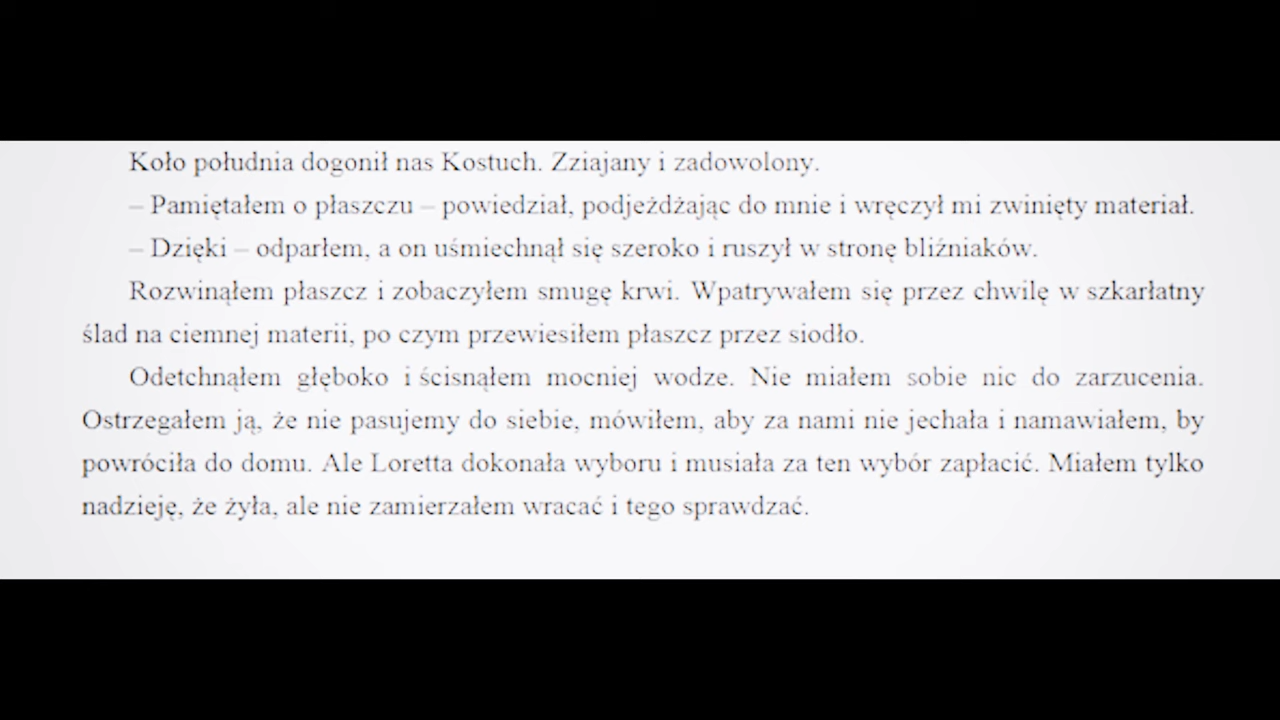 Koło południa dogonił nas Kostuch. Zziajany i zadowolony.
– Pamiętałem o płaszczu – powiedział, podjeżdżając do mnie i wręczył mi zwinięty materiał.
– Dzięki – odparłem, a on uśmiechnął się szeroko i ruszył w stronę bliźniaków.
Rozwinąłem płaszcz i zobaczyłem smugę krwi. Wpatrywałem się przez chwilę w szkarłatny
ślad na ciemnej materii, po czym przewiesiłem płaszcz przez siodło.
Odetchnąłem głęboko i ścisnąłem mocniej wodze. Nie miałem sobie nic do zarzucenia.
Ostrzegałem ją, że nie pasujemy do siebie, mówiłem, aby za nami nie jechała i namawiałem, by
powróciła do domu. Ale Loretta dokonała wyboru i musiała za ten wybór zapłacić. Miałem tylko
nadzieję, że żyła, ale nie zamierzałem wracać i tego sprawdzać.